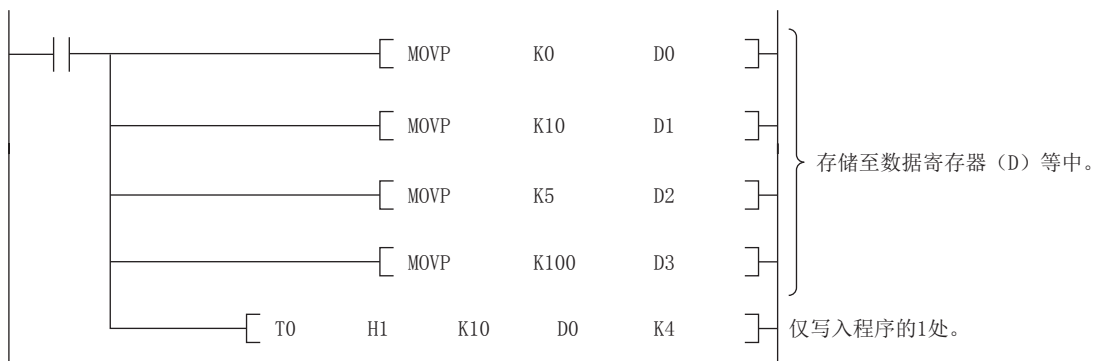 MOVP K0 D0
MOVP K10 D1
MOVP K5 D2
存储至数据寄存器（D）等中。
MOVP K100 D3
TO H1 K10 D0 K4
仅写入程序的1处。